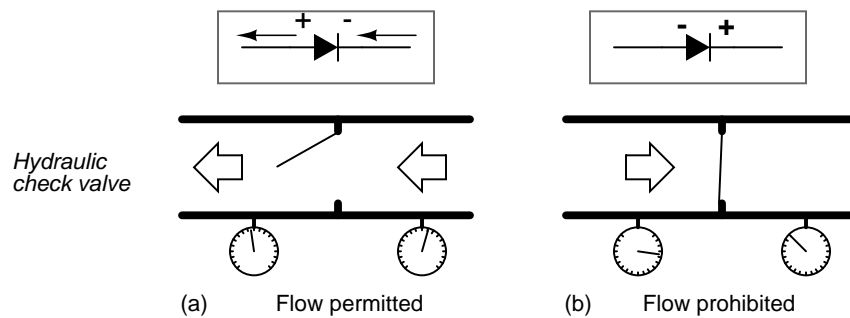 + -
- +
Hydraulic
check valve
(a) Flow permitted
(b) Flow prohibited